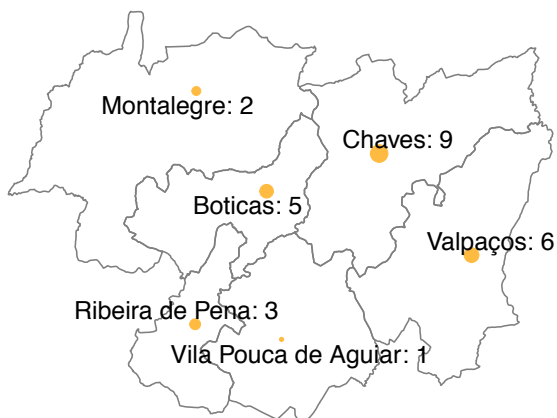 Montalegre: 2
Chaves: 9
Boticas: 5
Valpaços: 6
Ribeira de Pena: 3
Vila Pouca de Aguiar: 1